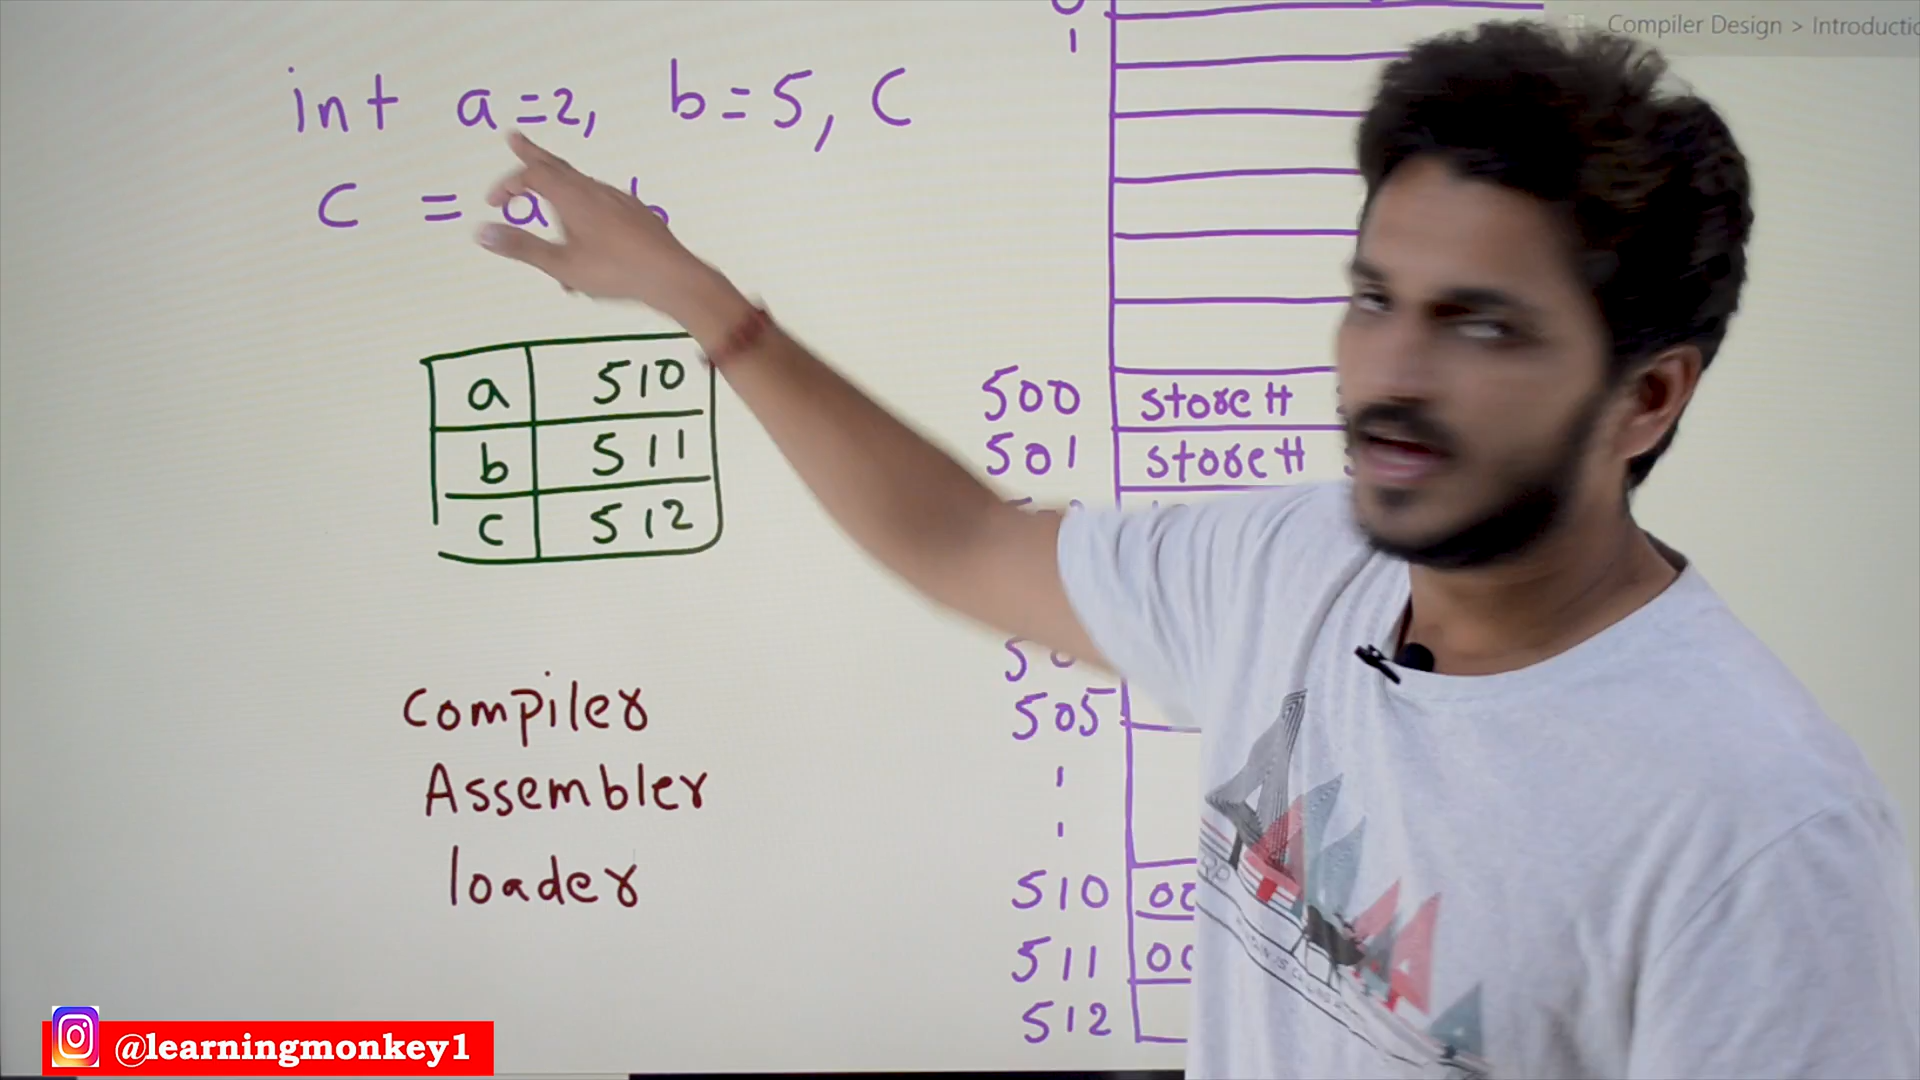 Compiler Design > Introductio
int a=2, b=5, c
c = a b
a 510
b 511
c 512
Compiler
Assembler
loader
0
1
500 store #
501 store #
505
510 00
511 00
512
@learningmonkey1